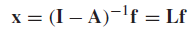 x = (I – A)⁻¹f = Lf